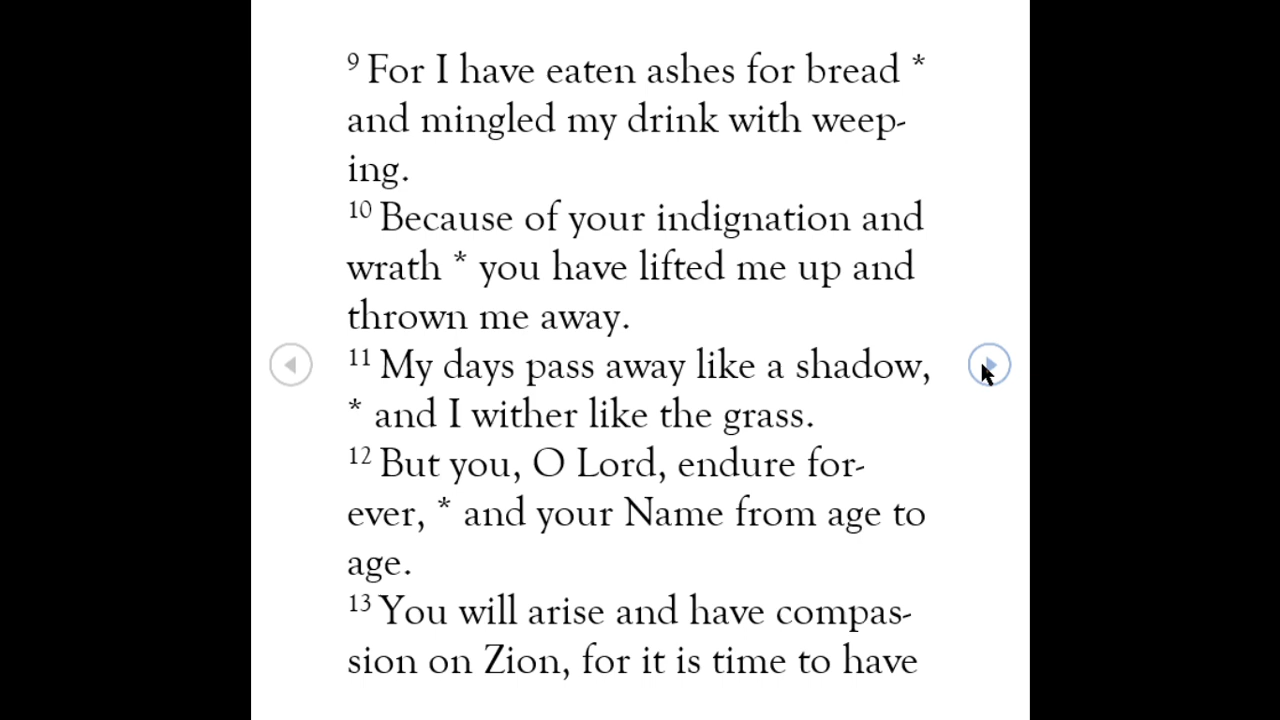 9 For I have eaten ashes for bread *
and mingled my drink with weep-
ing.
10 Because of your indignation and
wrath * you have lifted me up and
thrown me away.
11 My days pass away like a shadow,
* and I wither like the grass.
12 But you, O Lord, endure for-
ever, * and your Name from age to
age.
13 You will arise and have compas-
sion on Zion, for it is time to have